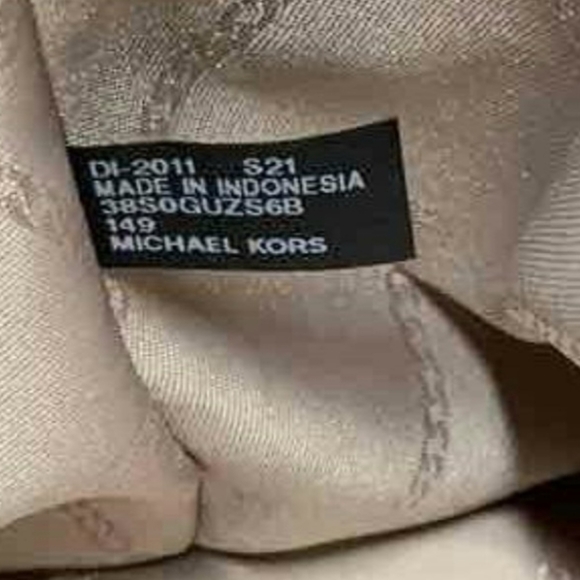 DI-2011 S21
MADE IN INDONESIA
38S0GUZS6B
149
MICHAEL KORS